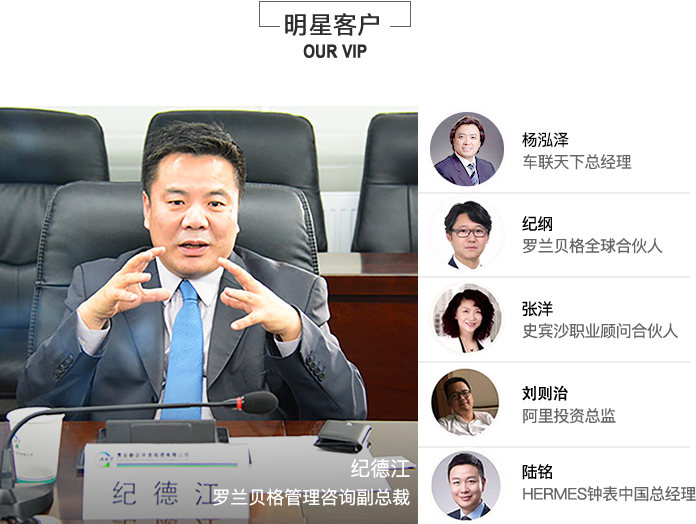 明星客户
OUR VIP
纪德江
纪德江
罗兰贝格管理咨询副总裁
杨泓泽
车联天下总经理
纪纲
罗兰贝格全球合伙人
张洋
史宾沙职业顾问合伙人
刘则治
阿里投资总监
陆铭
HERMES钟表中国总经理